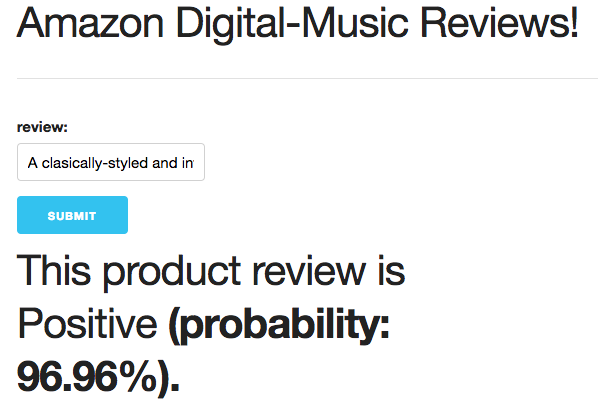 Amazon Digital-Music Reviews!
review:
A clasically-styled and in
SUBMIT
This product review is
Positive (probability:
96.96%).